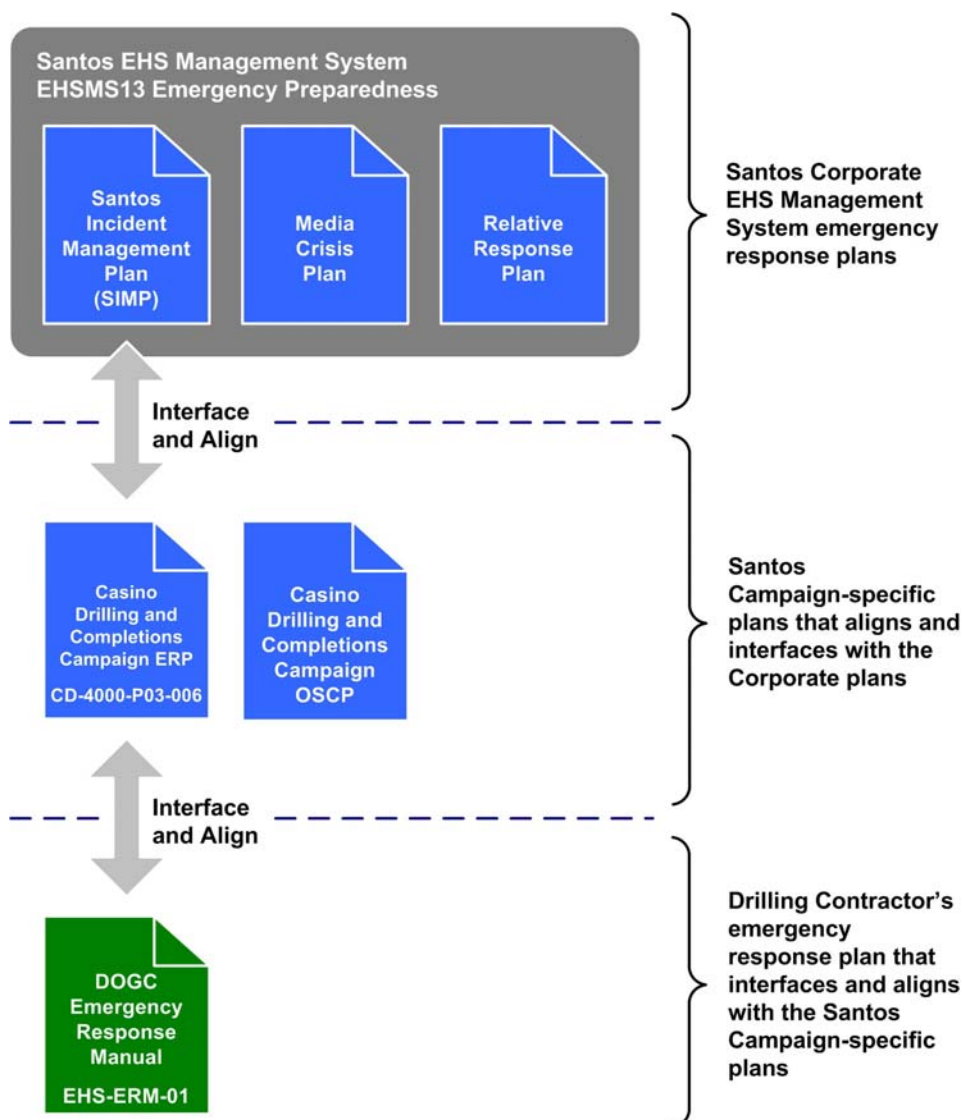 Santos EHS Management System
EHSMS13 Emergency Preparedness
Santos
Incident
Management
Plan
(SIMP)
Media
Crisis
Plan
Relative
Response
Plan
Santos Corporate
EHS Management
System emergency
response plans
Interface
and Align
Casino
Drilling and
Completions
Campaign ERP
CD-4000-P03-006
Casino
Drilling and
Completions
Campaign
OSCP
Santos
Campaign-specific
plans that aligns and
interfaces with the
Corporate plans
Interface
and Align
DOGC
Emergency
Response
Manual
EHS-ERM-01
Drilling Contractor's
emergency
response plan that
interfaces and aligns
with the Santos
Campaign-specific
plans